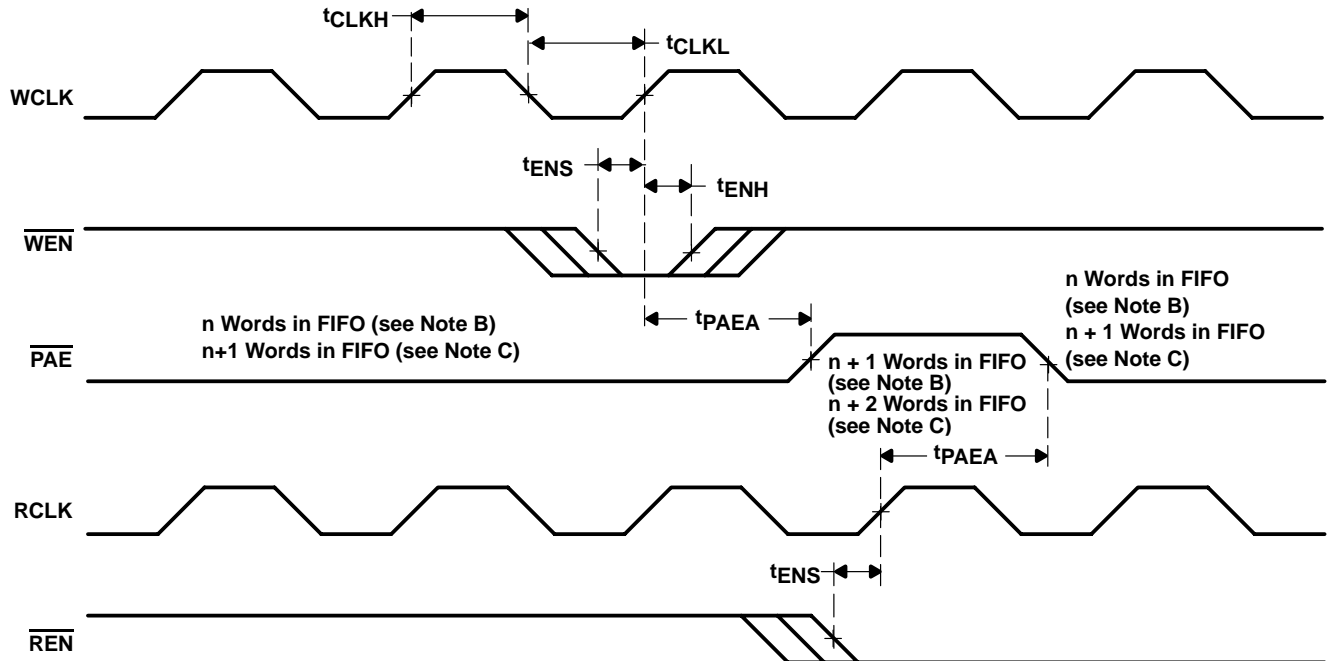 tCLKH
tCLKL
WCLK
tENS
tENH
WEN
n Words in FIFO (see Note B)
n+1 Words in FIFO (see Note C)
tPAEA
n Words in FIFO
(see Note B)
n + 1 Words in FIFO
(see Note C)
PAE
n + 1 Words in FIFO
(see Note B)
n + 2 Words in FIFO
(see Note C)
tPAEA
RCLK
tENS
REN